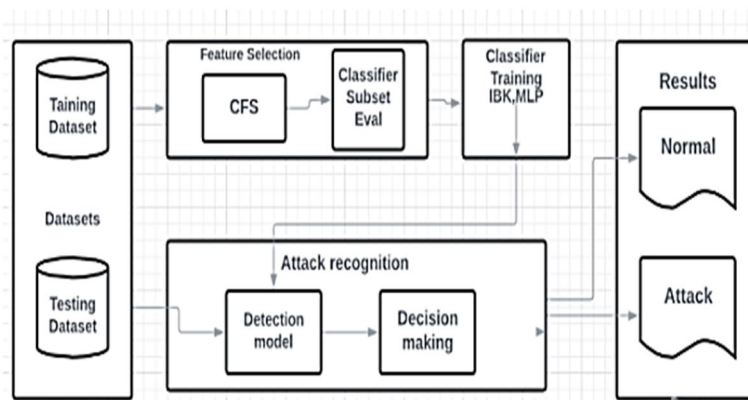 Taining
Dataset
Datasets
Testing
Dataset
Feature Selection
CFS
Classifier
Subset
Eval
Classifier
Training
IBK,MLP
Attack recognition
Detection
model
Decision
making
Results
Normal
Attack